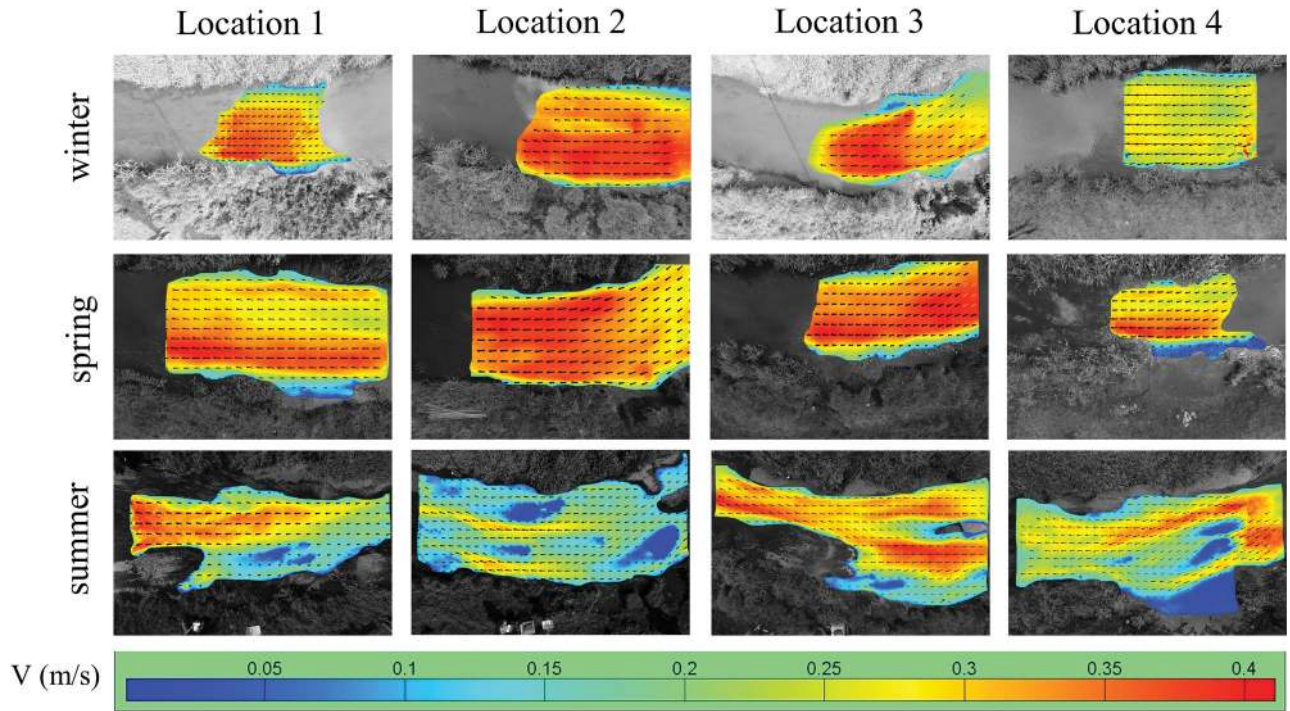 Location 1 Location 2 Location 3 Location 4
winter
spring
summer
V (m/s) 0.05 0.1 0.15 0.2 0.25 0.3 0.35 0.4